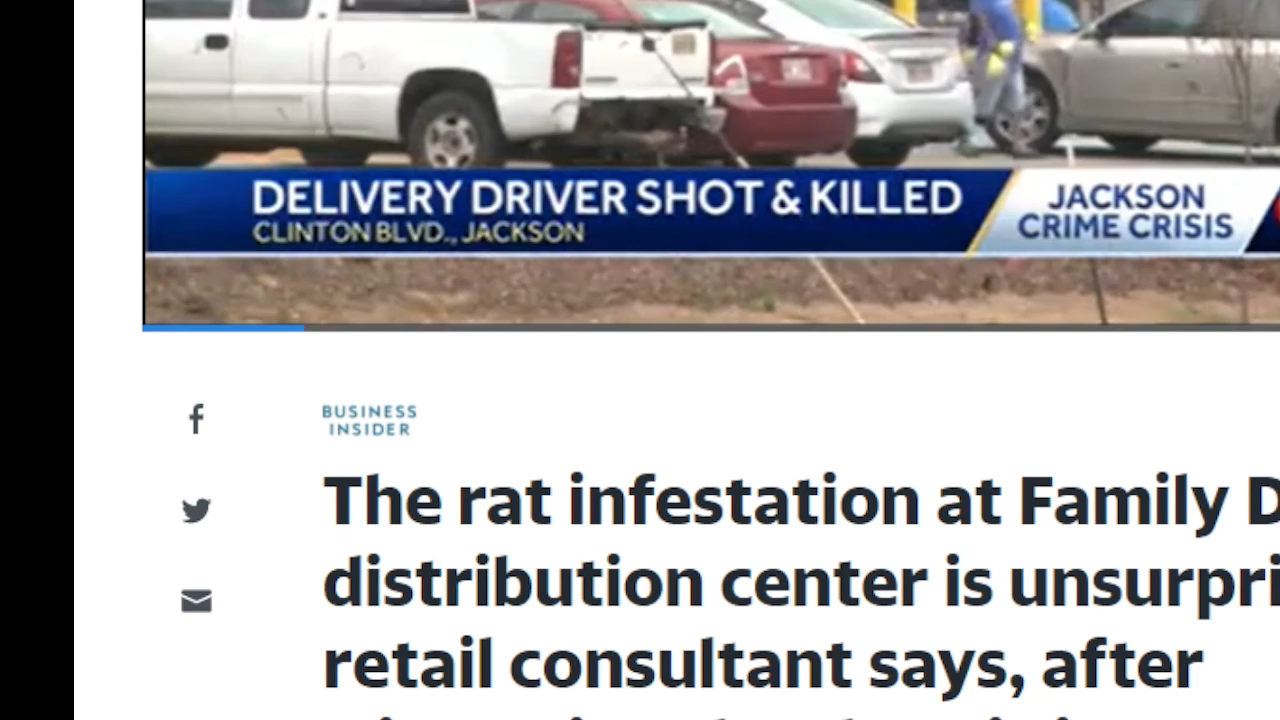 DELIVERY DRIVER SHOT & KILLED
CLINTON BLVD., JACKSON
JACKSON
CRIME CRISIS
BUSINESS
INSIDER
The rat infestation at Family D
distribution center is unsurpri
retail consultant says, after